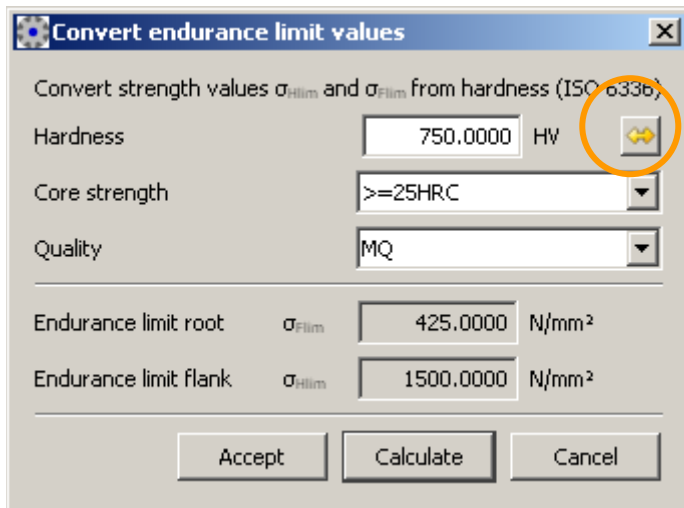 Convert endurance limit values
Convert strength values σHlim and σFlim from hardness (ISO 6336)
Hardness 750.0000 HV
Core strength >=25HRC
Quality MQ
Endurance limit root σFlim 425.0000 N/mm²
Endurance limit flank σHlim 1500.0000 N/mm²
Accept Calculate Cancel